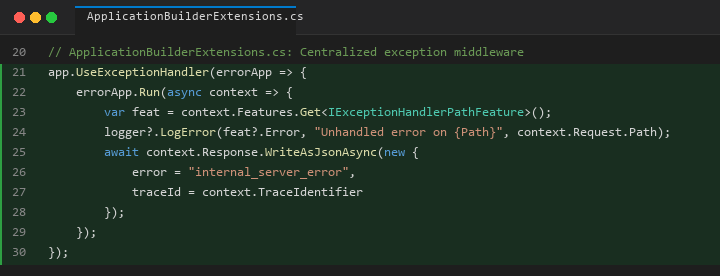 ApplicationBuilderExtensions.cs
20 // ApplicationBuilderExtensions.cs: Centralized exception middleware
21 app.UseExceptionHandler(errorApp => {
22     errorApp.Run(async context => {
23         var feat = context.Features.Get<IExceptionHandlerPathFeature>();
24         logger?.LogError(feat?.Error, "Unhandled error on {Path}", context.Request.Path);
25         await context.Response.WriteAsJsonAsync(new {
26             error = "internal_server_error",
27             traceId = context.TraceIdentifier
28         });
29     });
30 });